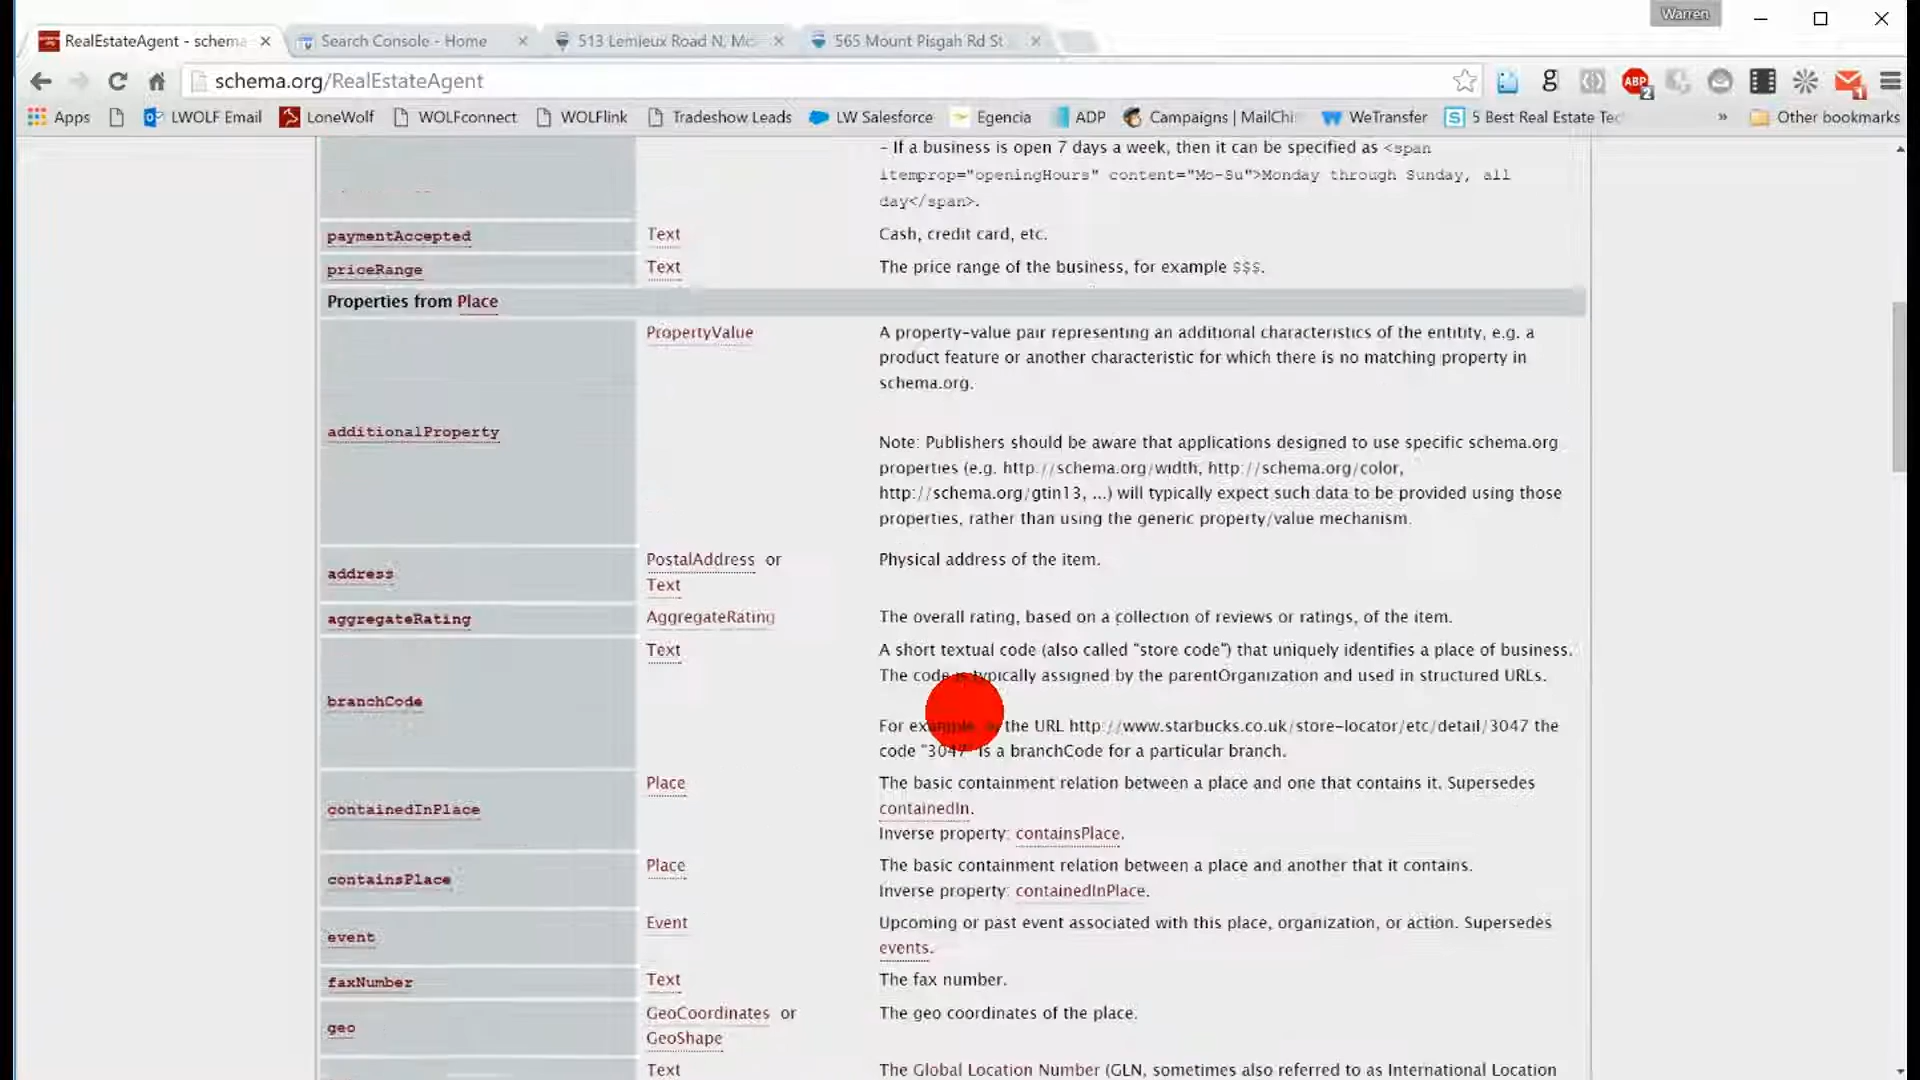 Warren
RealEstateAgent - schema
Search Console - Home
513 Lemieux Road N, Mc
565 Mount Pisgah Rd St
schema.org/RealEstateAgent
g
ABP
2
1
Apps
LWOLF Email
LoneWolf
WOLFconnect
WOLFlink
Tradeshow Leads
LW Salesforce
Egencia
ADP
Campaigns | MailChi
WeTransfer
S 5 Best Real Estate Tec
»
Other bookmarks
- If a business is open 7 days a week, then it can be specified as <span
itemprop="openingHours" content="Mo-Su">Monday through Sunday, all
day</span>.
paymentAccepted Text Cash, credit card, etc.
priceRange Text The price range of the business, for example $$$.
Properties from Place
PropertyValue A property-value pair representing an additional characteristics of the entitity, e.g. a
product feature or another characteristic for which there is no matching property in
schema.org.
additionalProperty
Note: Publishers should be aware that applications designed to use specific schema.org
properties (e.g. http://schema.org/width, http://schema.org/color,
http://schema.org/gtin13, ...) will typically expect such data to be provided using those
properties, rather than using the generic property/value mechanism.
address PostalAddress or Physical address of the item.
Text
aggregateRating AggregateRating The overall rating, based on a collection of reviews or ratings, of the item.
Text A short textual code (also called "store code") that uniquely identifies a place of business.
The code is typically assigned by the parentOrganization and used in structured URLs.
branchCode
For example, the URL http://www.starbucks.co.uk/store-locator/etc/detail/3047 the
code "3047" is a branchCode for a particular branch.
containedInPlace Place The basic containment relation between a place and one that contains it. Supersedes
containedIn.
Inverse property: containsPlace.
containsPlace Place The basic containment relation between a place and another that it contains.
Inverse property: containedInPlace.
event Event Upcoming or past event associated with this place, organization, or action. Supersedes
events.
faxNumber Text The fax number.
geo GeoCoordinates or The geo coordinates of the place.
GeoShape
Text The Global Location Number (GLN, sometimes also referred to as International Location